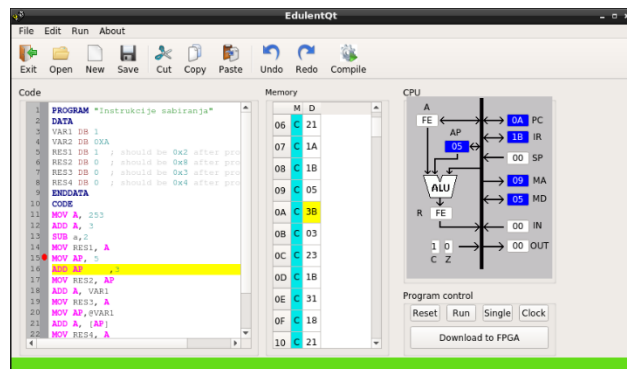 EdulentQt
File Edit Run About
Exit Open New Save Cut Copy Paste Undo Redo Compile
Code
1 PROGRAM "Instrukcije sabiranja"
2 DATA
3 VAR1 DB 1
4 VAR2 DB 0XA
5 RES1 DB 1 ; should be 0x2 after pro
6 RES2 DB 0 ; should be 0x8 after pro
7 RES3 DB 0 ; should be 0x3 after pro
8 RES4 DB 0 ; should be 0x4 after pro
9 ENDDATA
10 CODE
11 MOV A, 253
12 ADD A, 3
13 SUB a,2
14 MOV RES1, A
15 MOV AP, 5
16 ADD AP ,3
17 MOV RES2, AP
18 ADD A, VAR1
19 MOV RES3, A
20 MOV AP,@VAR1
21 ADD A, [AP]
22 MOV RES4, A
Memory
M D
06 C 21
07 C 1A
08 C 1B
09 C 05
0A C 3B
0B C 03
0C C 23
0D C 1B
0E C 31
0F C 18
10 C 21
CPU
A
FE
AP
05
ALU
R FE
1 0
C Z
0A PC
1B IR
00 SP
09 MA
05 MD
00 IN
00 OUT
Program control
Reset Run Single Clock
Download to FPGA